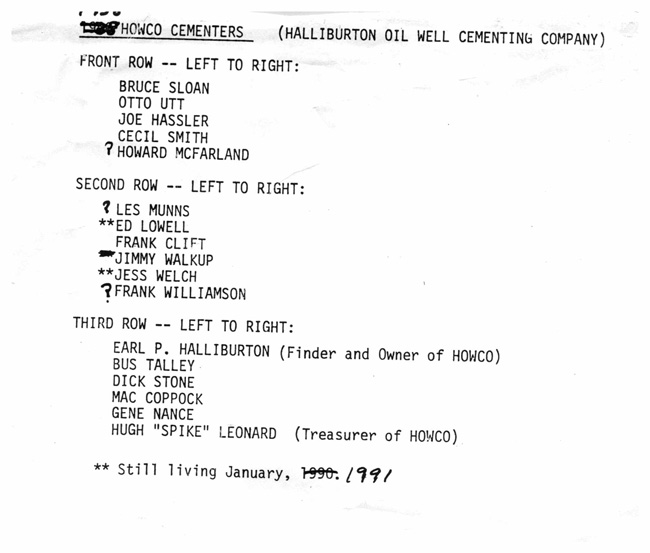 HOWCO CEMENTERS (HALLIBURTON OIL WELL CEMENTING COMPANY)
FRONT ROW -- LEFT TO RIGHT:
BRUCE SLOAN
OTTO UTT
JOE HASSLER
CECIL SMITH
? HOWARD MCFARLAND
SECOND ROW -- LEFT TO RIGHT:
? LES MUNNS
**ED LOWELL
FRANK CLIFT
JIMMY WALKUP
**JESS WELCH
? FRANK WILLIAMSON
THIRD ROW -- LEFT TO RIGHT:
EARL P. HALLIBURTON (Finder and Owner of HOWCO)
BUS TALLEY
DICK STONE
MAC COPPOCK
GENE NANCE
HUGH "SPIKE" LEONARD (Treasurer of HOWCO)
** Still living January, 1990. 1991